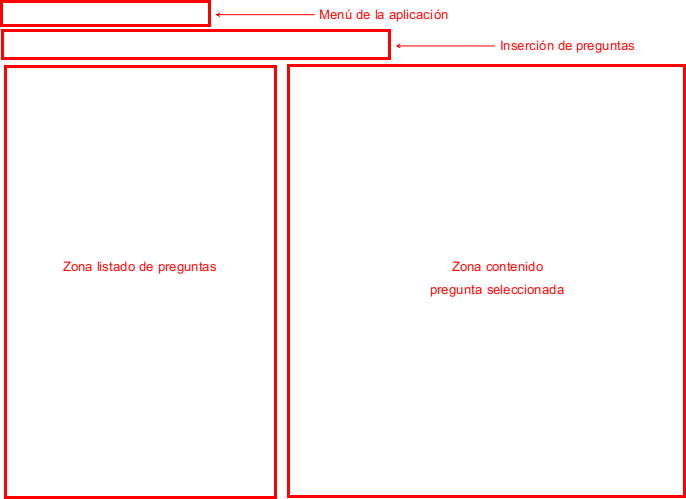 Menú de la aplicación
Inserción de preguntas
Zona listado de preguntas
Zona contenido
pregunta seleccionada